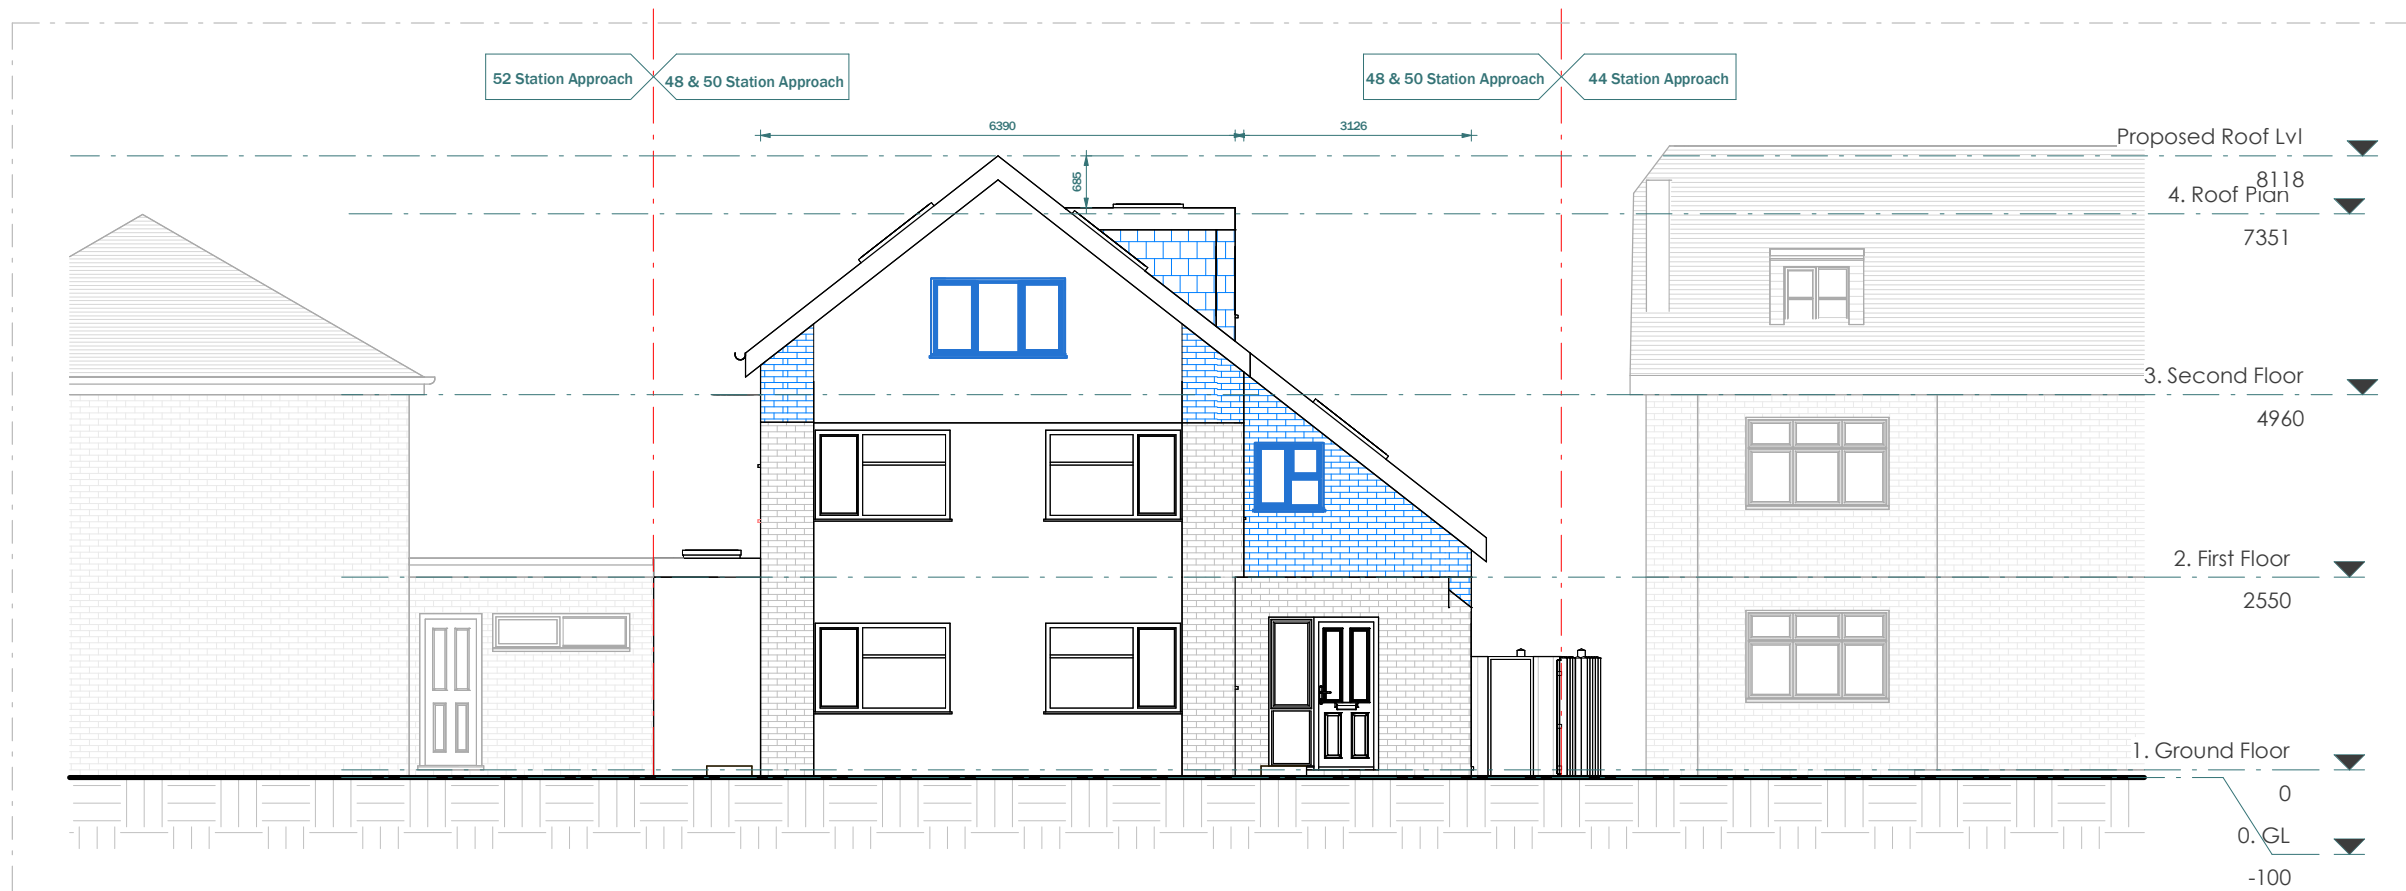 52 Station Approach
48 & 50 Station Approach
48 & 50 Station Approach
44 Station Approach
6390
3126
685
Proposed Roof Lvl
8118
4. Roof Plan
7351
3. Second Floor
4960
2. First Floor
2550
1. Ground Floor
0
0. GL
-100